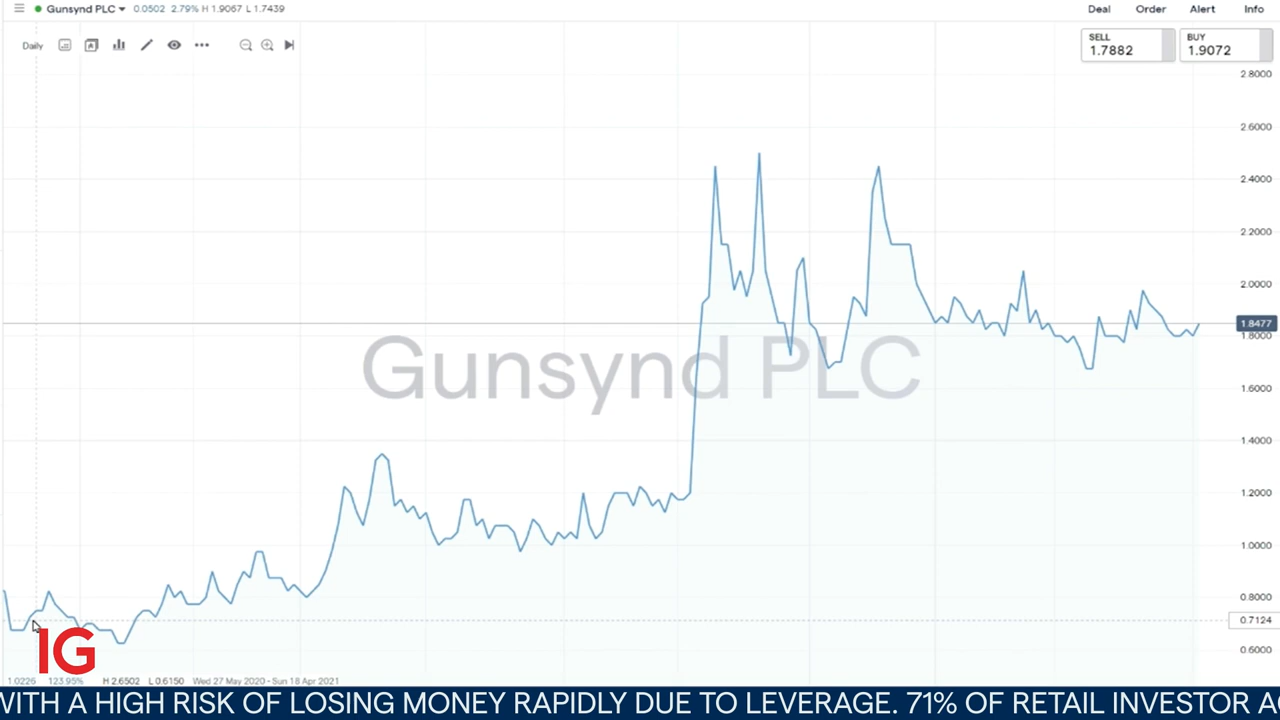 Gunsynd PLC 0.0502 2.79% H 1.9067 L 1.7439
Deal Order Alert Info
Daily
SELL
1.7882
BUY
1.9072
2.8000
2.6000
2.4000
2.2000
2.0000
1.8477
1.8000
1.6000
1.4000
1.2000
1.0000
0.8000
0.7124
0.6000
Gunsynd PLC
IG
1.0226 123.95% H 2.6502 L 0.6150 Wed 27 May 2020 - Sun 18 Apr 2021
WITH A HIGH RISK OF LOSING MONEY RAPIDLY DUE TO LEVERAGE. 71% OF RETAIL INVESTOR A